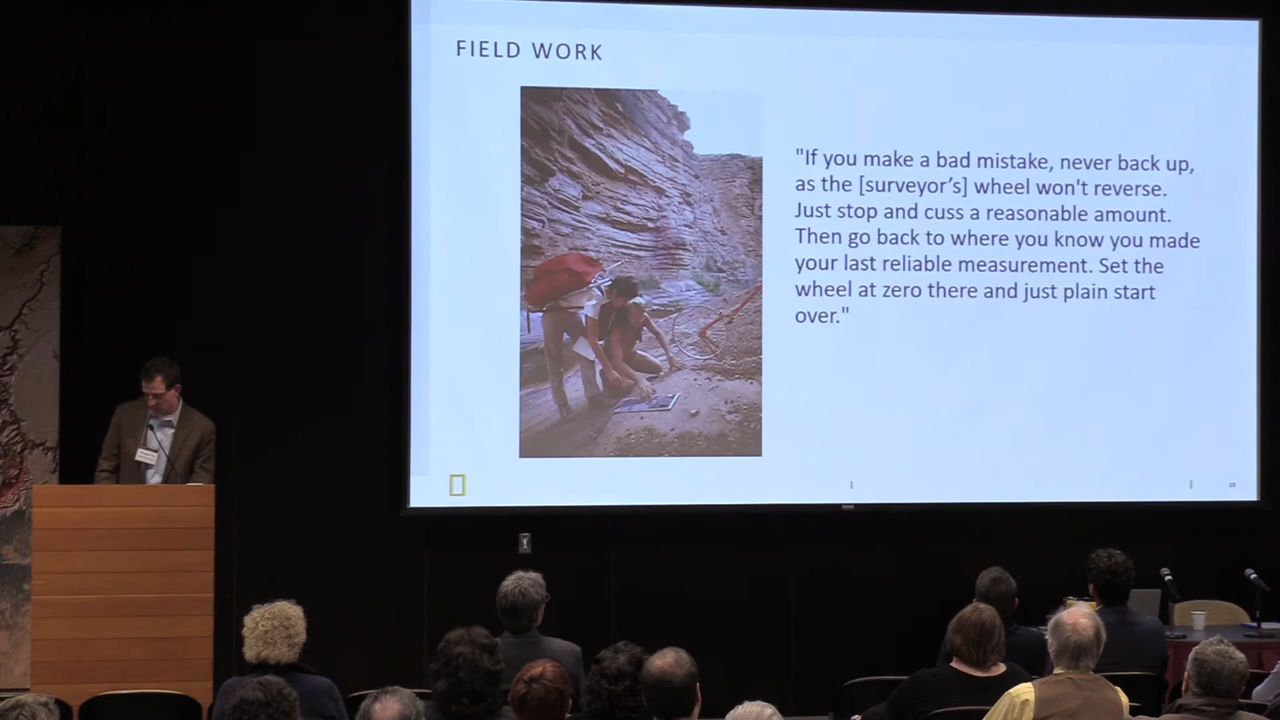 FIELD WORK
"If you make a bad mistake, never back up,
as the [surveyor’s] wheel won't reverse.
Just stop and cuss a reasonable amount.
Then go back to where you know you made
your last reliable measurement. Set the
wheel at zero there and just plain start
over."